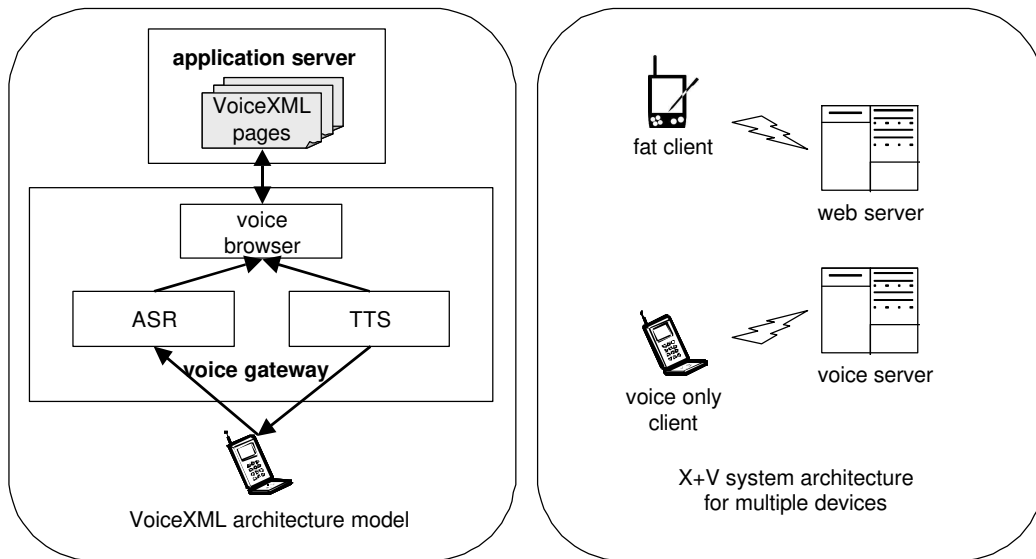 application server
VoiceXML
pages
voice
browser
ASR
TTS
voice gateway
VoiceXML architecture model
fat client
web server
voice only
client
voice server
X+V system architecture
for multiple devices